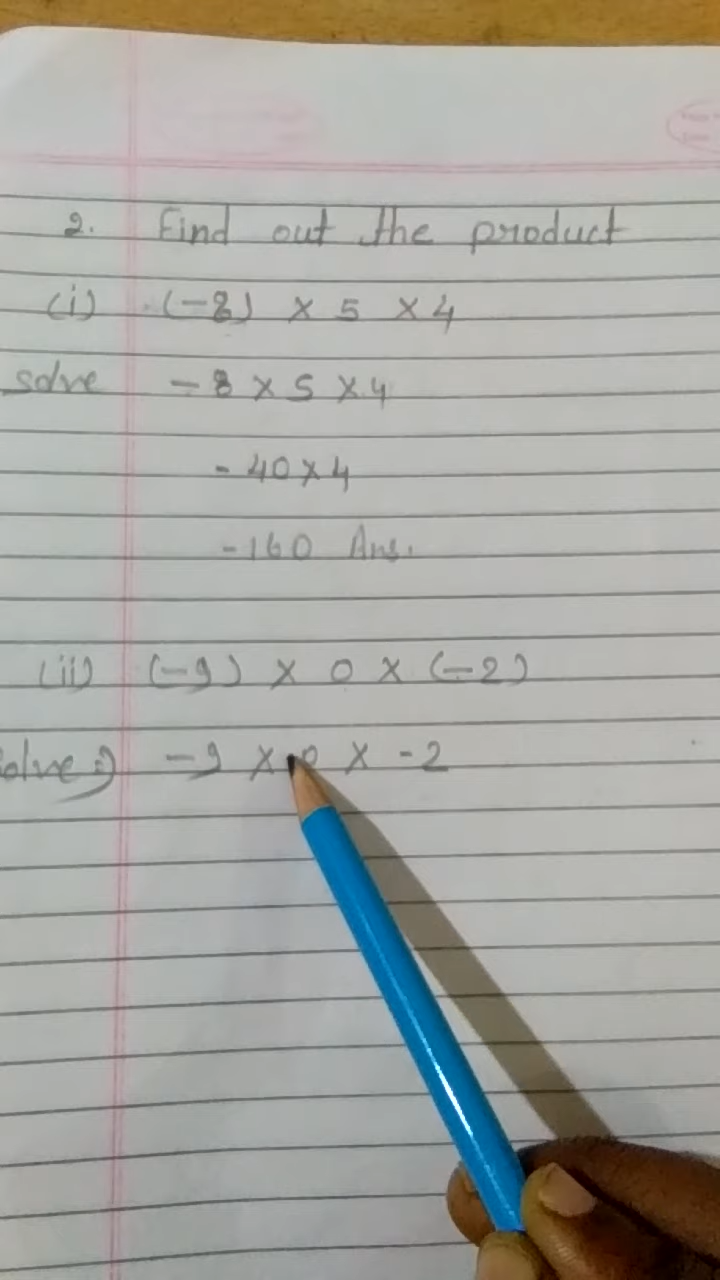 2. Find out the product
(i) (-8) × 5 × 4
solve -8 × 5 × 4
-40 × 4
-160 Ans.
(ii) (-9) × 0 × (-2)
solve:) -9 × 0 × -2